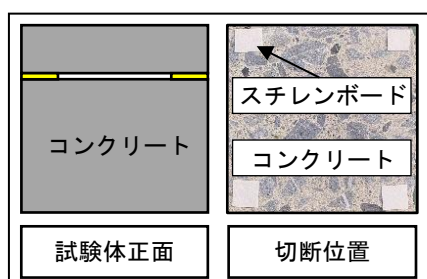 コンクリート
試験体正面
スチレンボード
コンクリート
切断位置